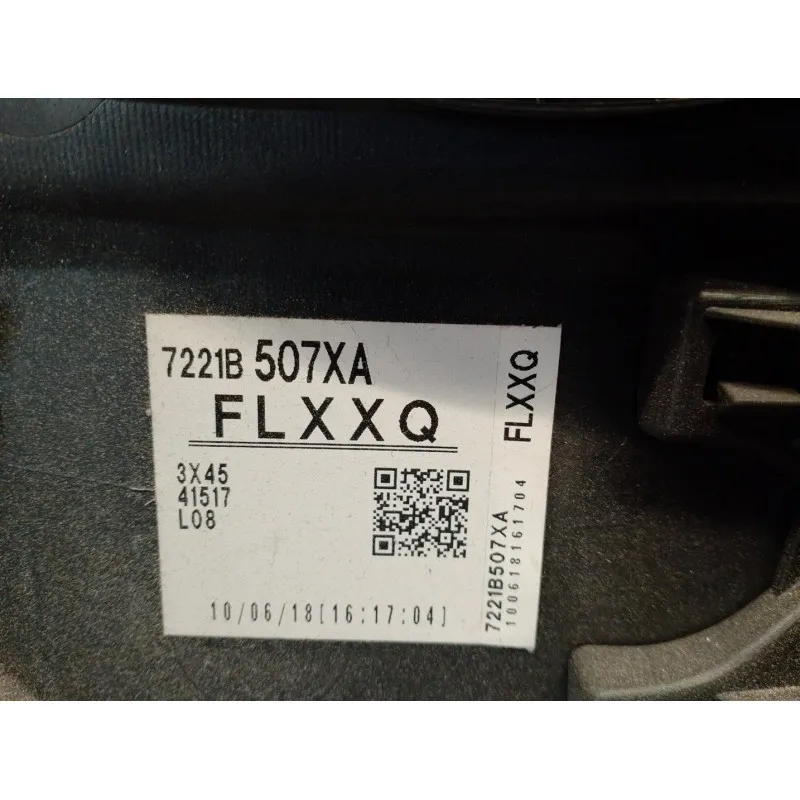 7221B 507XA
FLXXQ
3X45
41517
L08
10/06/18[16:17:04]
FLXXQ
7221B507XA
100618161704